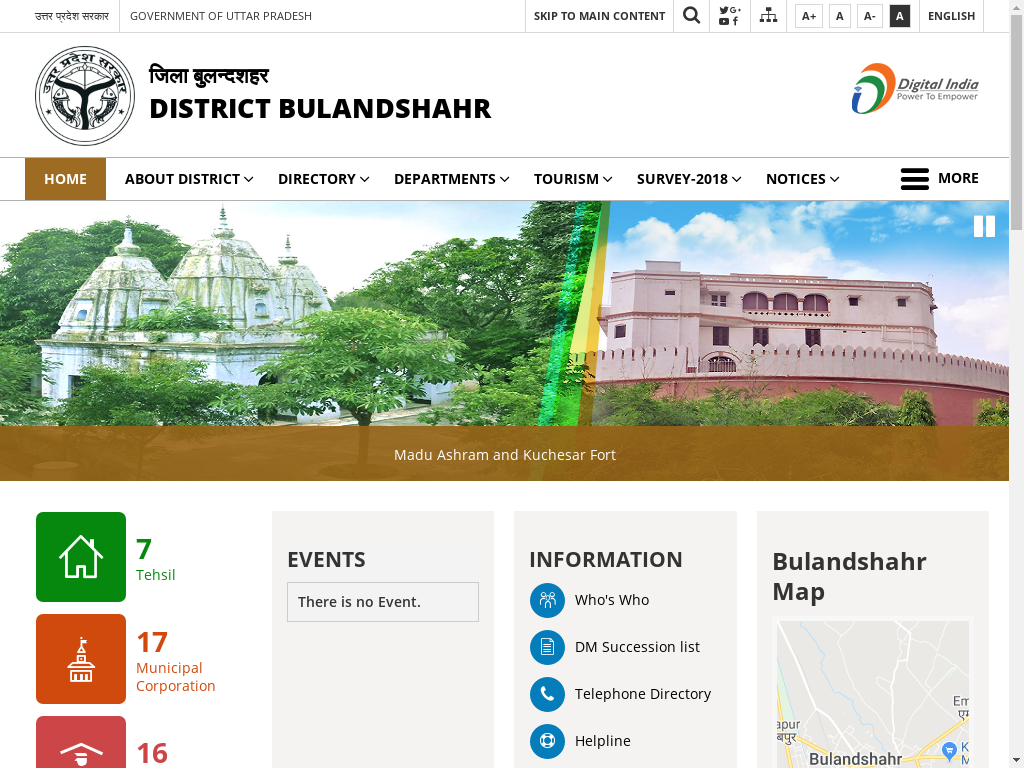 उत्तर प्रदेश सरकार
GOVERNMENT OF UTTAR PRADESH
SKIP TO MAIN CONTENT
A+
A
A-
A
ENGLISH
उत्तर प्रदेश सरकार
जिला बुलन्दशहर
DISTRICT BULANDSHAHR
Digital India
Power To Empower
HOME
ABOUT DISTRICT
DIRECTORY
DEPARTMENTS
TOURISM
SURVEY-2018
NOTICES
MORE
Madu Ashram and Kuchesar Fort
7
Tehsil
17
Municipal
Corporation
16
EVENTS
There is no Event.
INFORMATION
Who's Who
DM Succession list
Telephone Directory
Helpline
Bulandshahr
Map
Em
एम
apur
बपुर
K
M
Bulandshahr